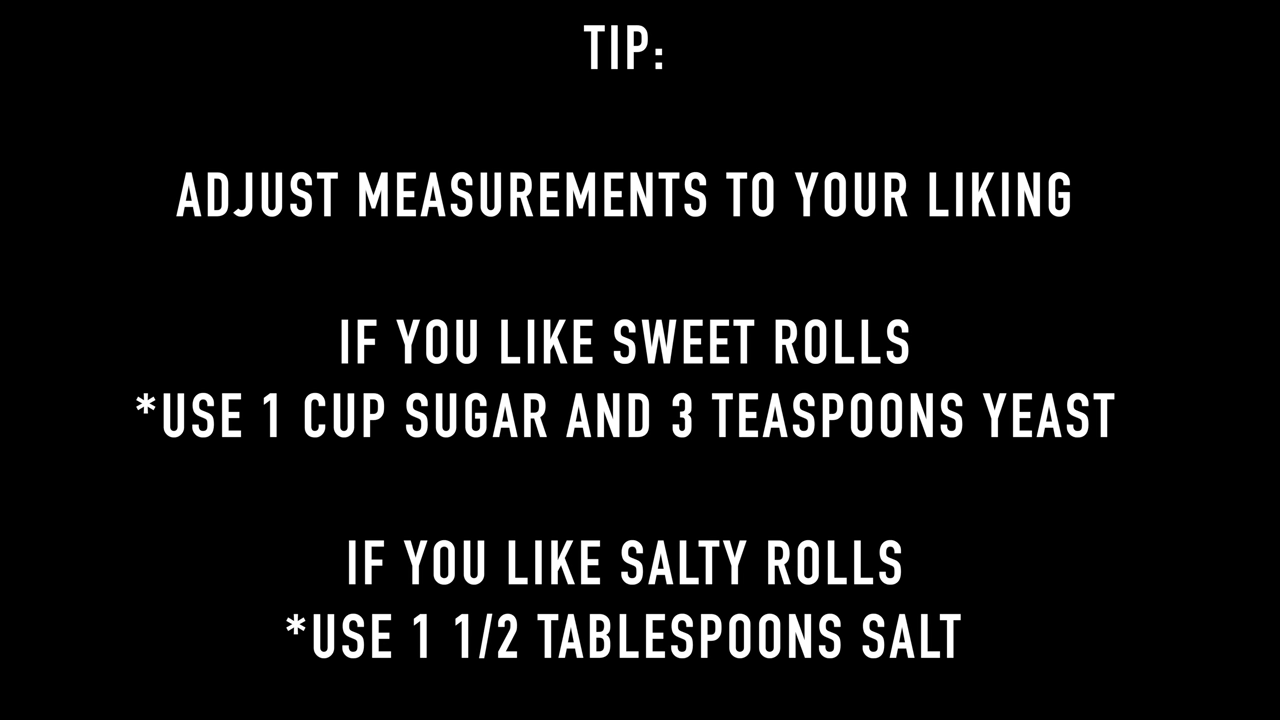 TIP:
ADJUST MEASUREMENTS TO YOUR LIKING
IF YOU LIKE SWEET ROLLS
*USE 1 CUP SUGAR AND 3 TEASPOONS YEAST
IF YOU LIKE SALTY ROLLS
*USE 1 1/2 TABLESPOONS SALT